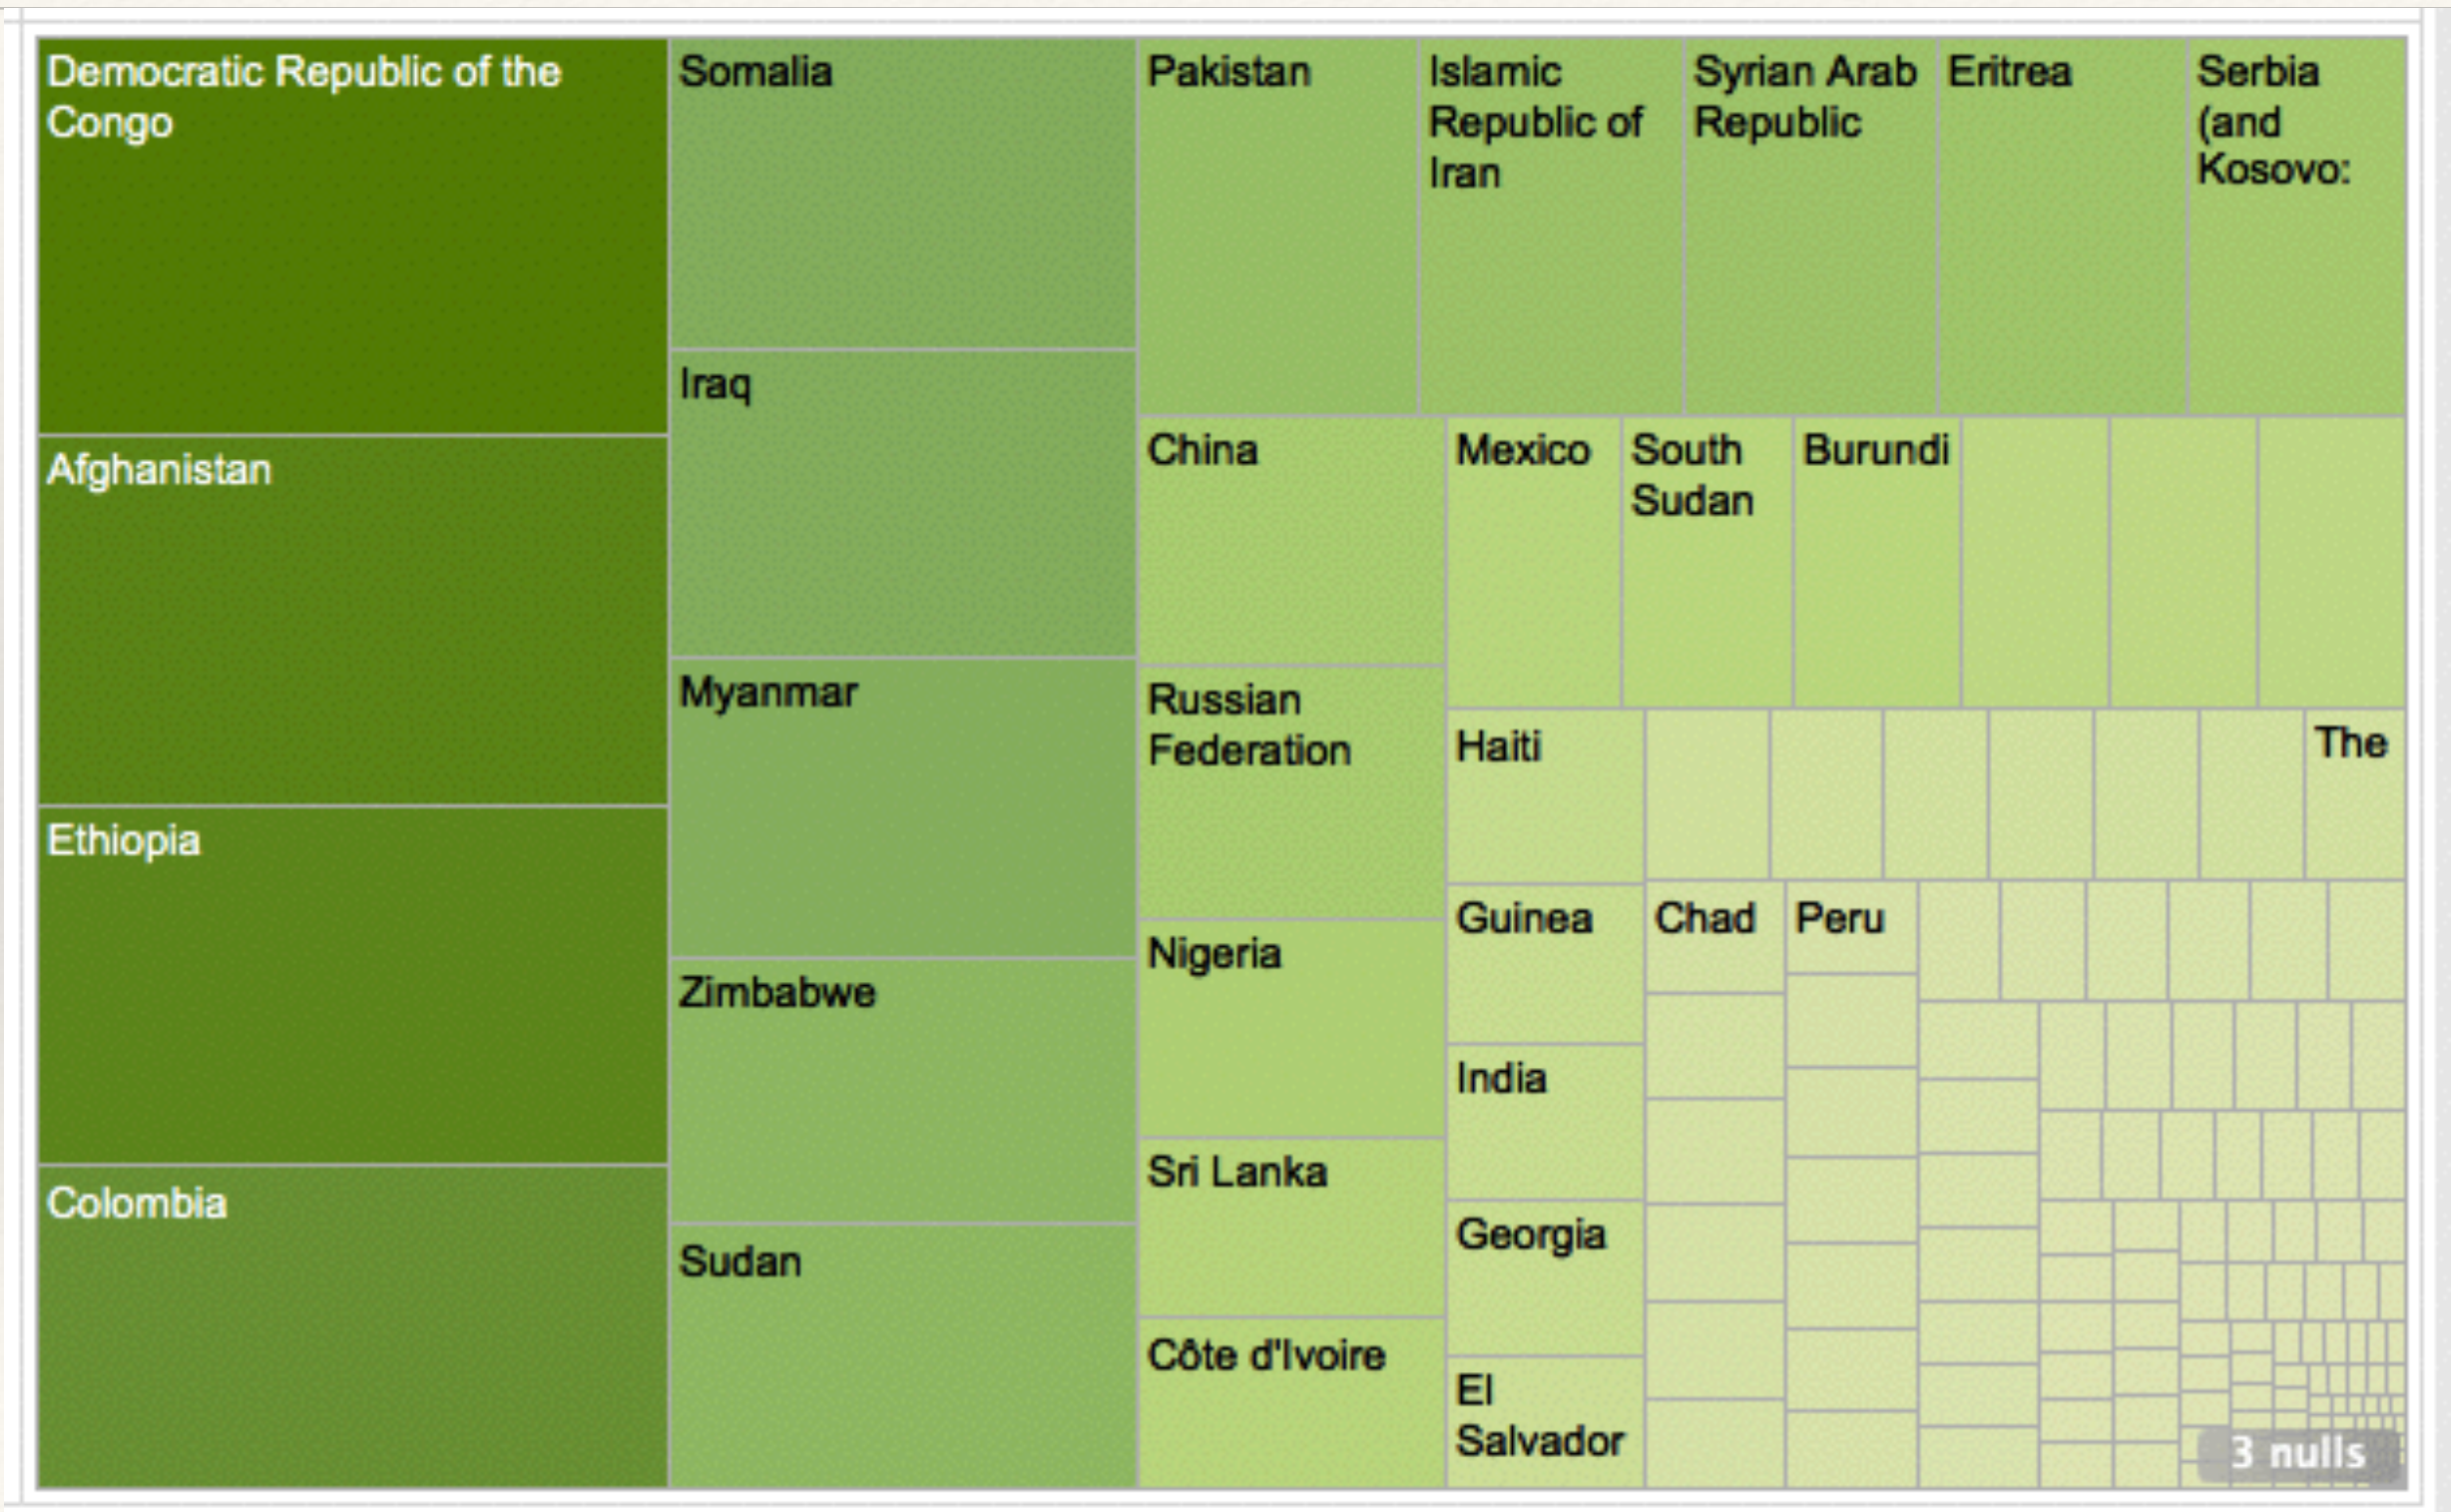 Democratic Republic of the
Congo
Afghanistan
Ethiopia
Colombia
Somalia
Iraq
Myanmar
Zimbabwe
Sudan
Pakistan
Islamic
Republic of
Iran
Syrian Arab
Republic
Eritrea
Serbia
(and
Kosovo:
China
Russian
Federation
Nigeria
Sri Lanka
Côte d'Ivoire
Mexico
South
Sudan
Burundi
Haiti
The
Guinea
India
Georgia
El
Salvador
Chad
Peru
3 nulls